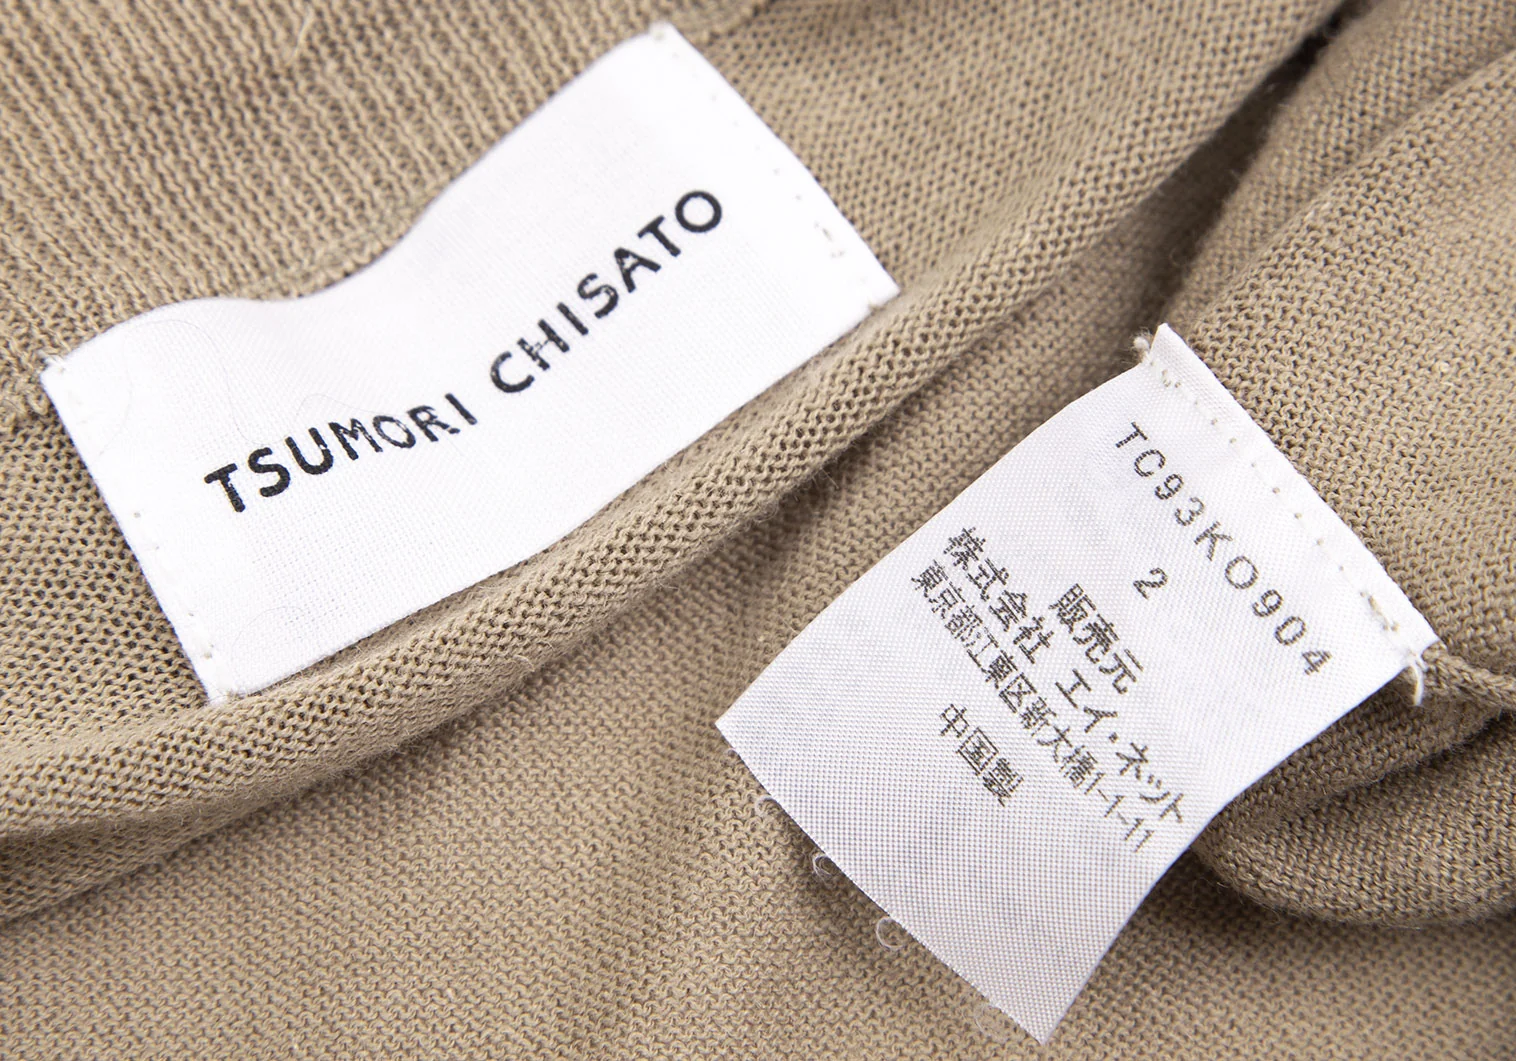 TSUMORI CHISATO
TC93KO904
2
販売元
株式会社 エイ・ネット
東京都江東区新大橋1-1-11
中国製